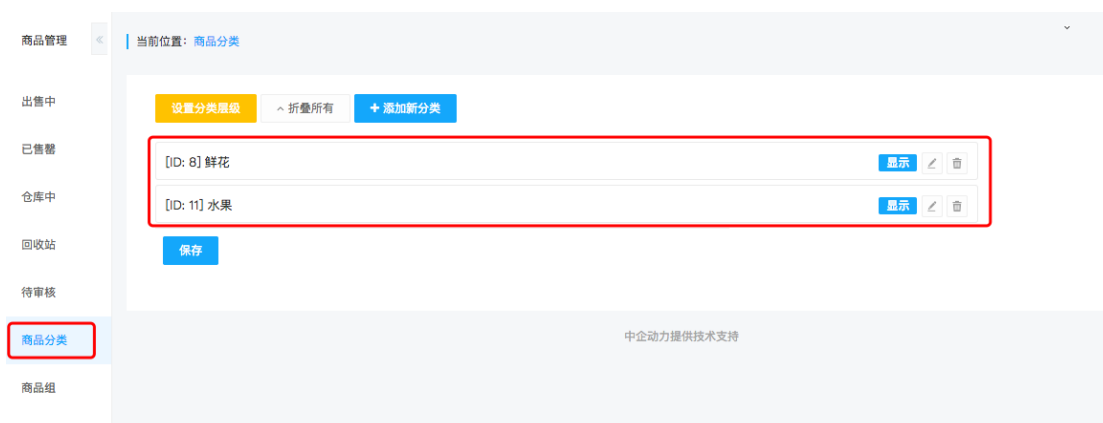 商品管理
当前位置：商品分类
出售中
已售罄
仓库中
回收站
待审核
商品分类
商品组
设置分类层级 折叠所有 + 添加新分类
[ID: 8] 鲜花 显示
[ID: 11] 水果 显示
保存
中企动力提供技术支持